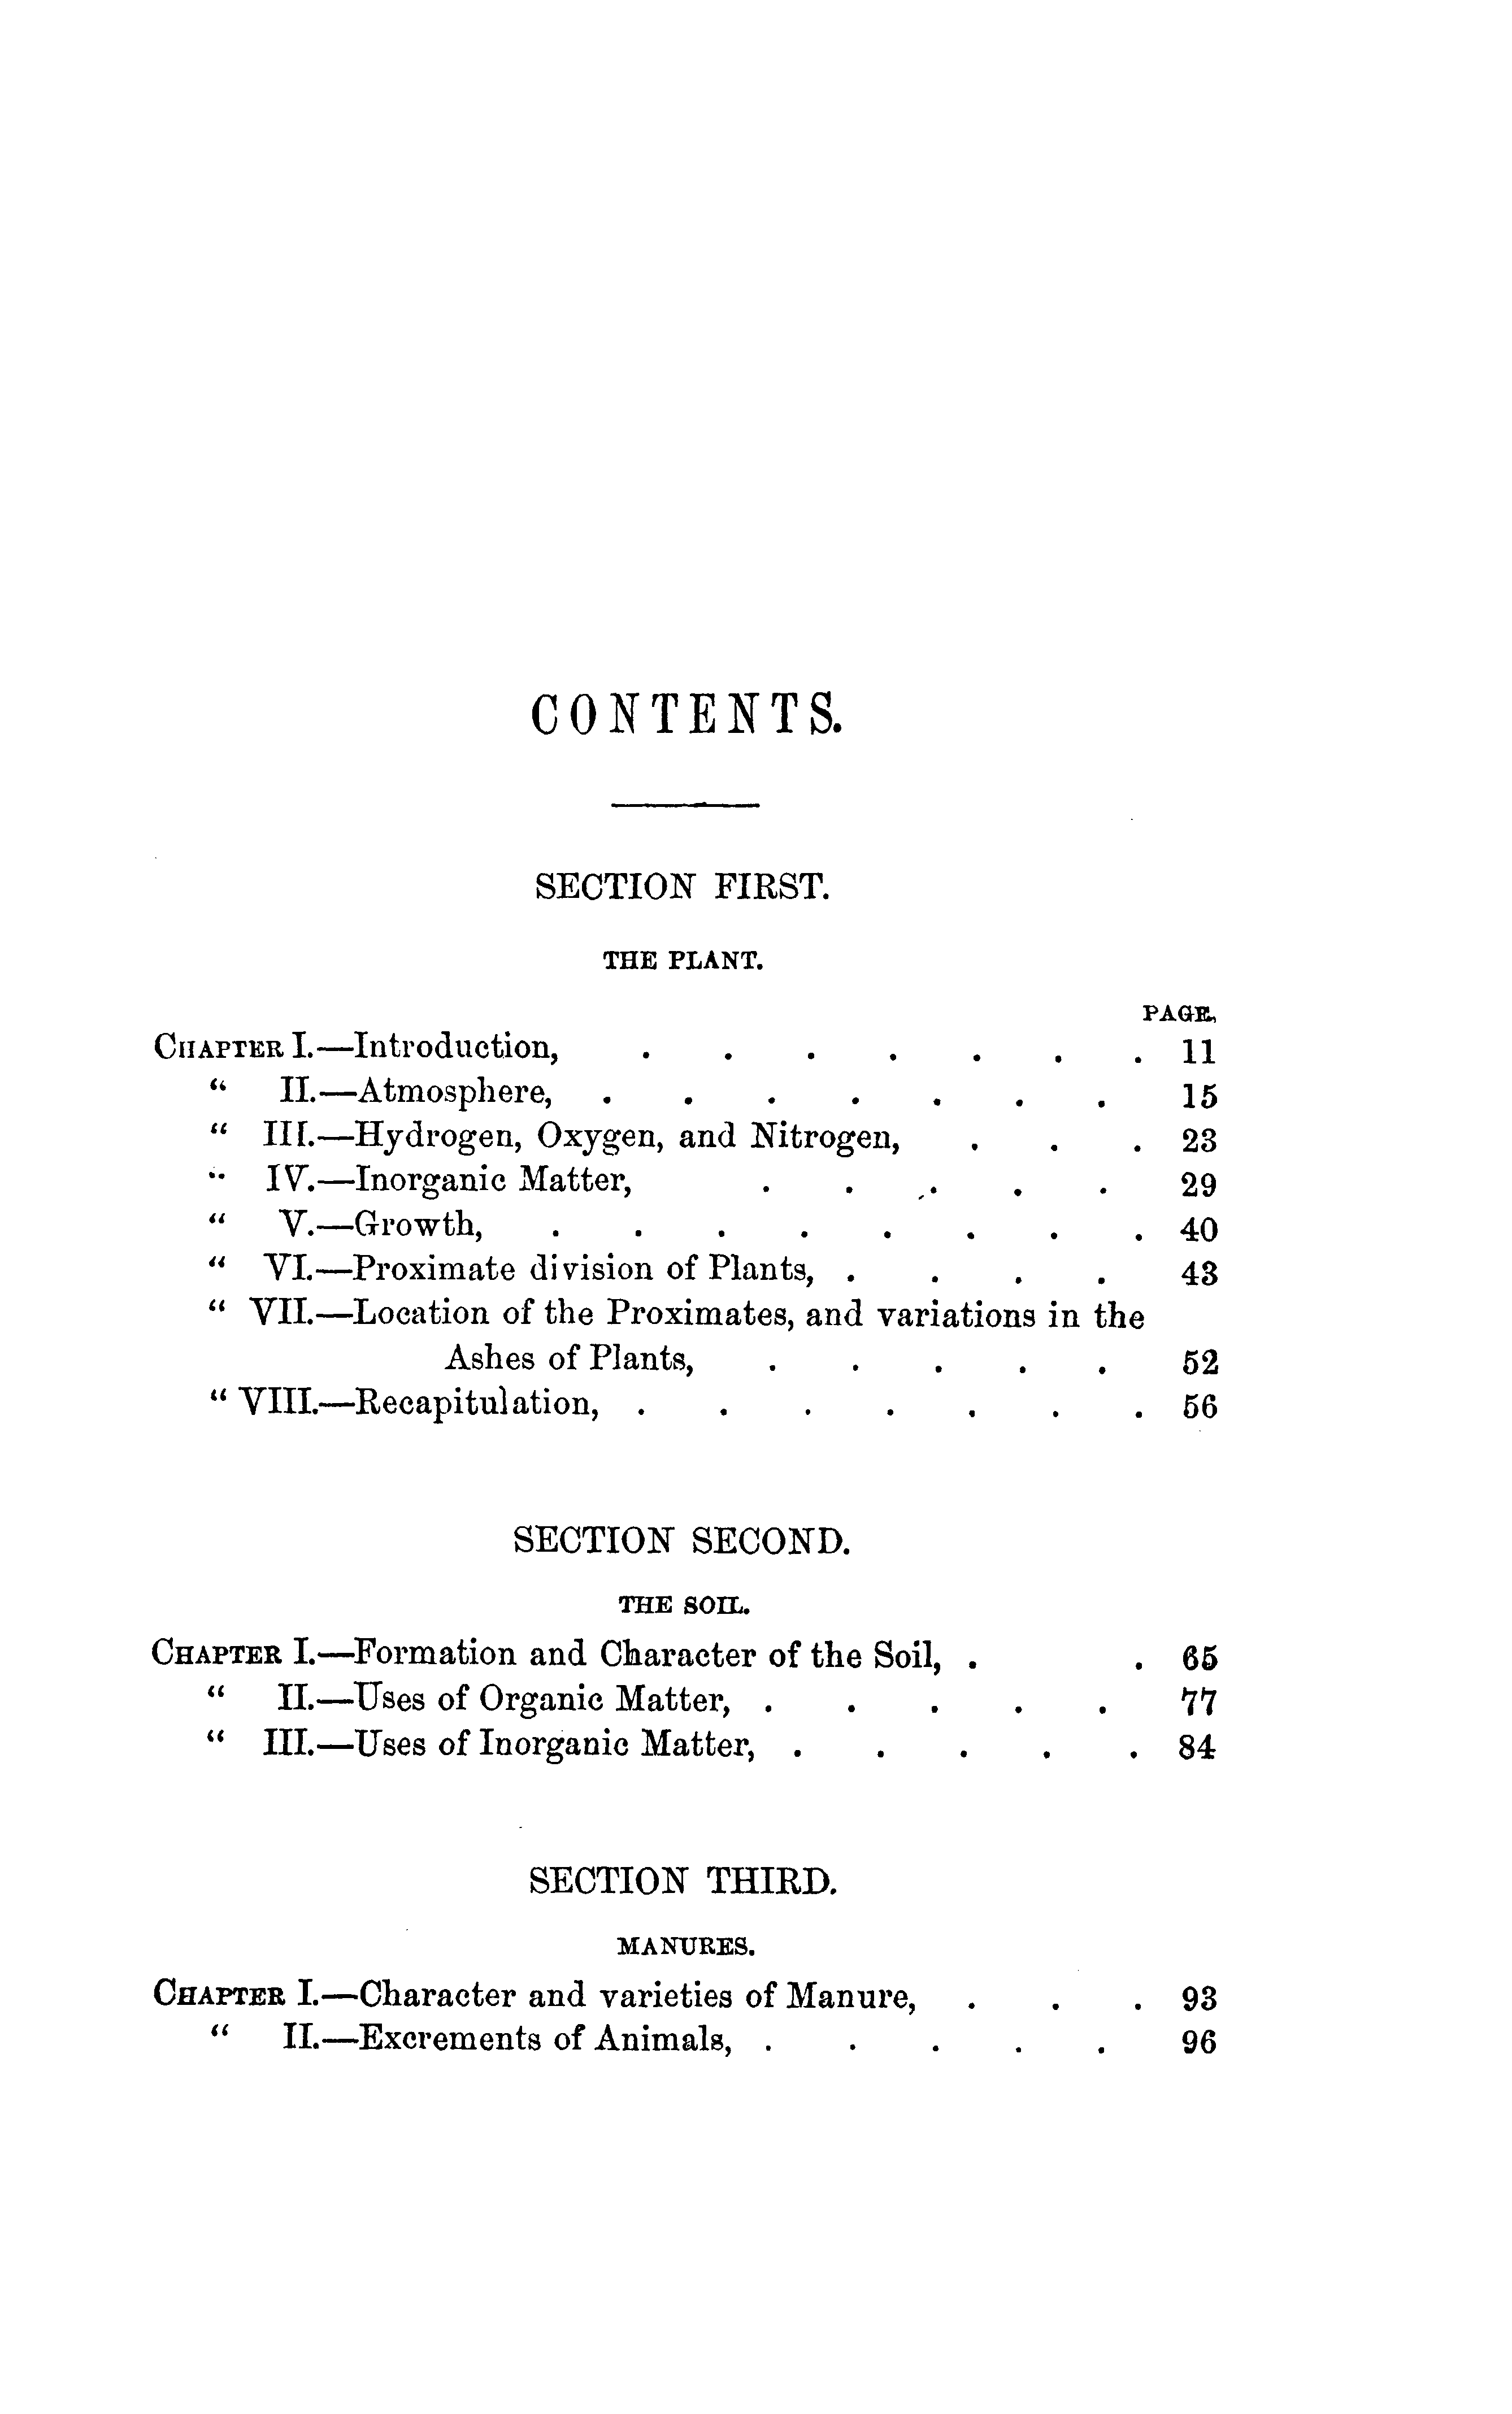 CONTENTS.
SECTION FIRST.
THE PLANT.
PAGE.
CHAPTER I.—Introduction, . . . . . . . 11
“ II.—Atmosphere, . . . . . . . 15
“ III.—Hydrogen, Oxygen, and Nitrogen, . . . 23
“ IV.—Inorganic Matter, . . . . . 29
“ V.—Growth, . . . . . . . . 40
“ VI.—Proximate division of Plants, . . . . 43
“ VII.—Location of the Proximates, and variations in the
Ashes of Plants, . . . . . 52
“ VIII.—Recapitulation, . . . . . . . 56
SECTION SECOND.
THE SOIL.
CHAPTER I.—Formation and Character of the Soil, . . 65
“ II.—Uses of Organic Matter, . . . . . 77
“ III.—Uses of Inorganic Matter, . . . . . 84
SECTION THIRD.
MANURES.
CHAPTER I.—Character and varieties of Manure, . . . 93
“ II.—Excrements of Animals, . . . . . 96